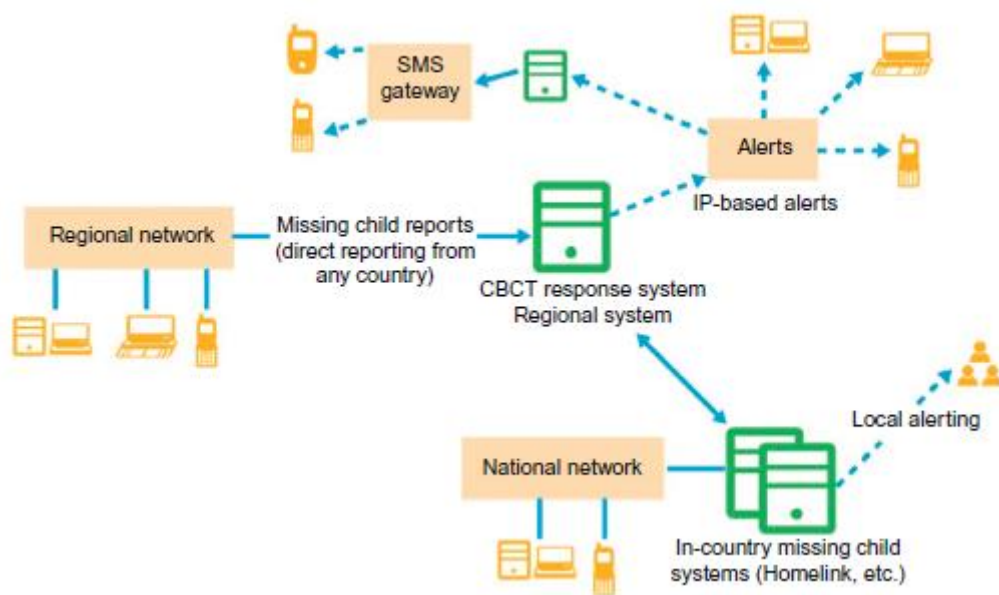 SMS
gateway
Alerts
IP-based alerts
Regional network
Missing child reports
(direct reporting from
any country)
CBCT response system
Regional system
Local alerting
National network
In-country missing child
systems (Homelink, etc.)